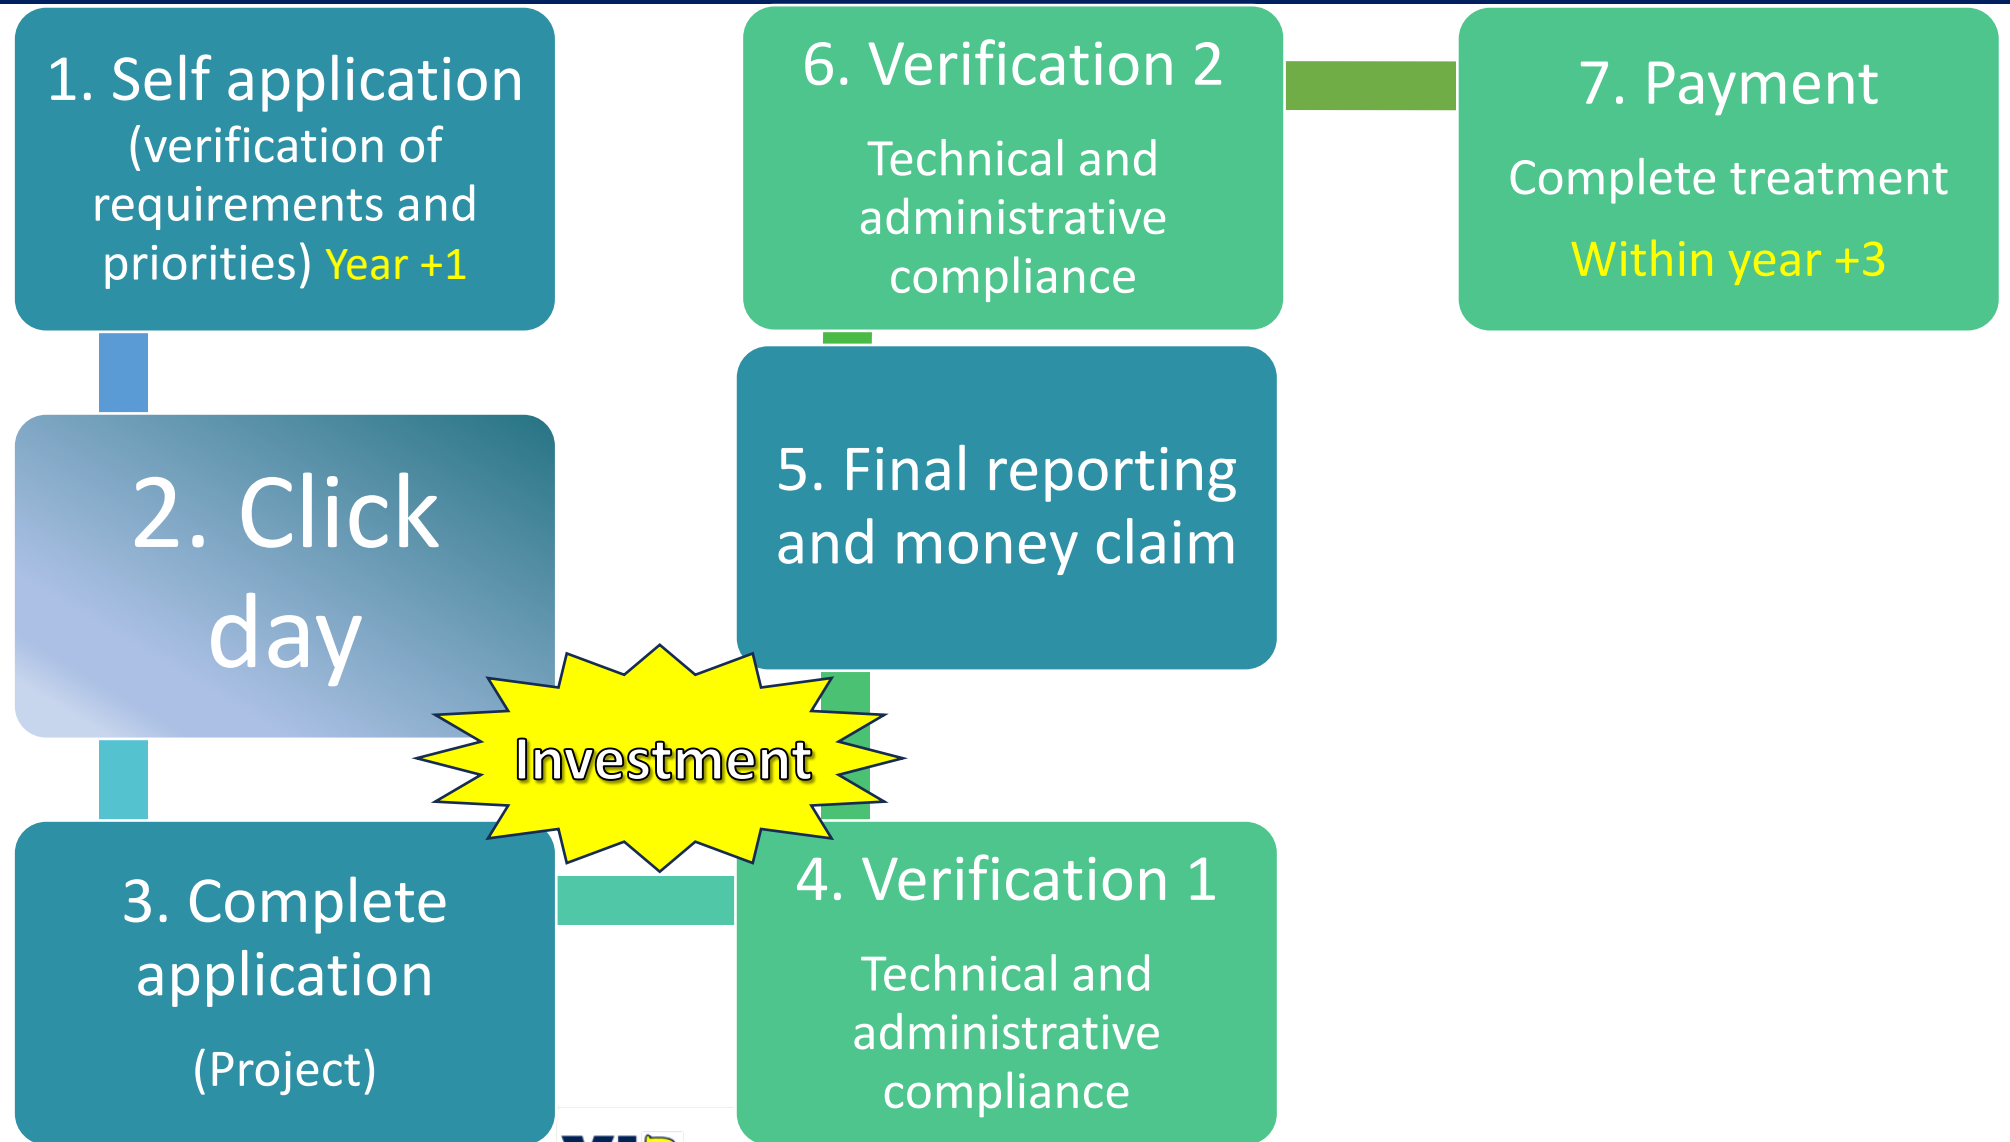 1. Self application
(verification of
requirements and
priorities) Year +1
2. Click
day
3. Complete
application
(Project)
Investment
4. Verification 1
Technical and
administrative
compliance
5. Final reporting
and money claim
6. Verification 2
Technical and
administrative
compliance
7. Payment
Complete treatment
Within year +3